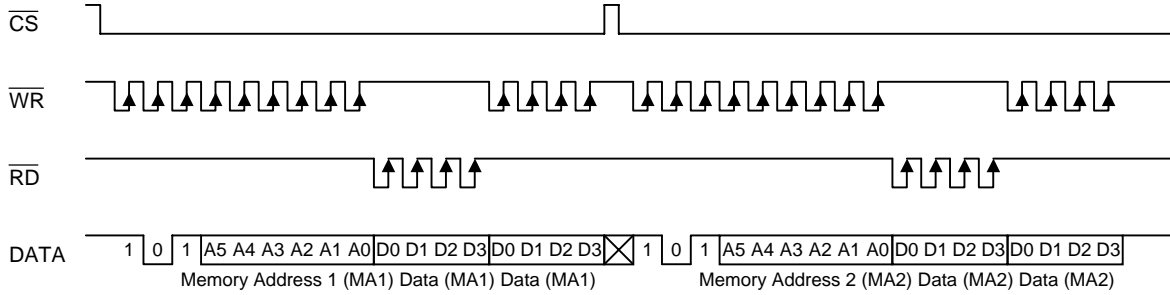 CS
WR
RD
DATA 1 0 1 A5 A4 A3 A2 A1 A0 D0 D1 D2 D3 D0 D1 D2 D3 1 0 1 A5 A4 A3 A2 A1 A0 D0 D1 D2 D3 D0 D1 D2 D3
Memory Address 1 (MA1) Data (MA1) Data (MA1) Memory Address 2 (MA2) Data (MA2) Data (MA2)